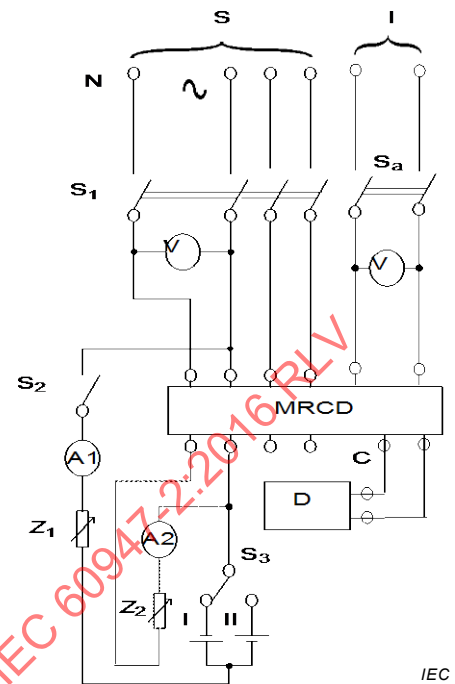 S I
N
S1 Sa
V V
S2
MRCD
A1 C
D
Z1 A2
S3
Z2 I II
IEC
IEC 60947-2:2016 RLV